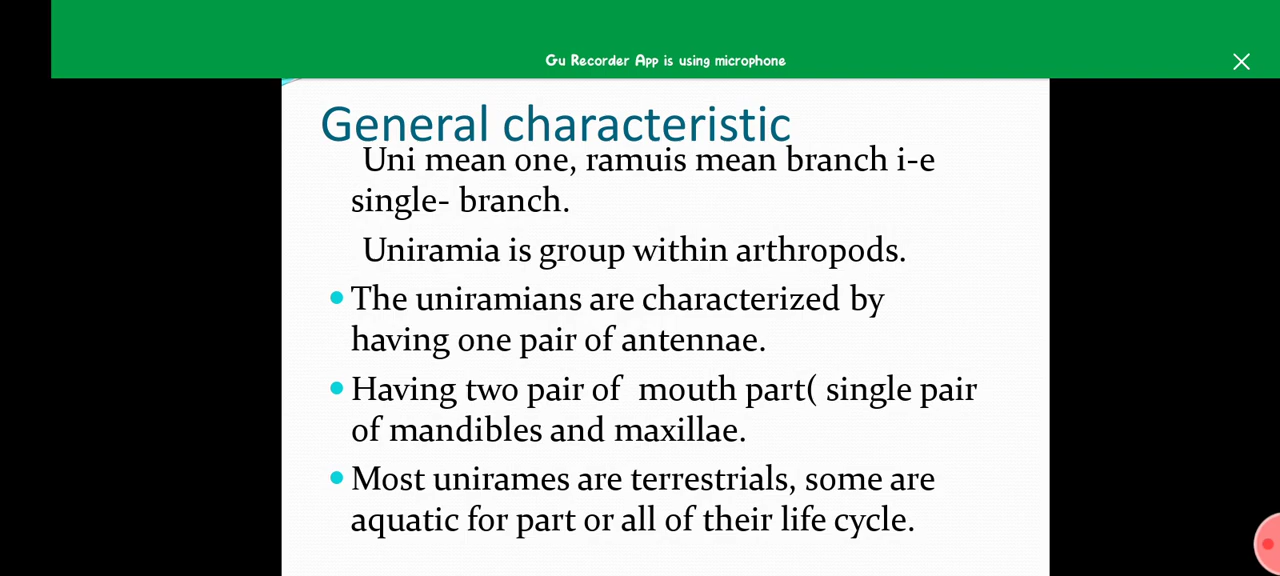 Gu Recorder App is using microphone
General characteristic
Uni mean one, ramuis mean branch i-e
single- branch.
Uniramia is group within arthropods.
• The uniramians are characterized by
having one pair of antennae.
• Having two pair of mouth part( single pair
of mandibles and maxillae.
• Most unirames are terrestrials, some are
aquatic for part or all of their life cycle.